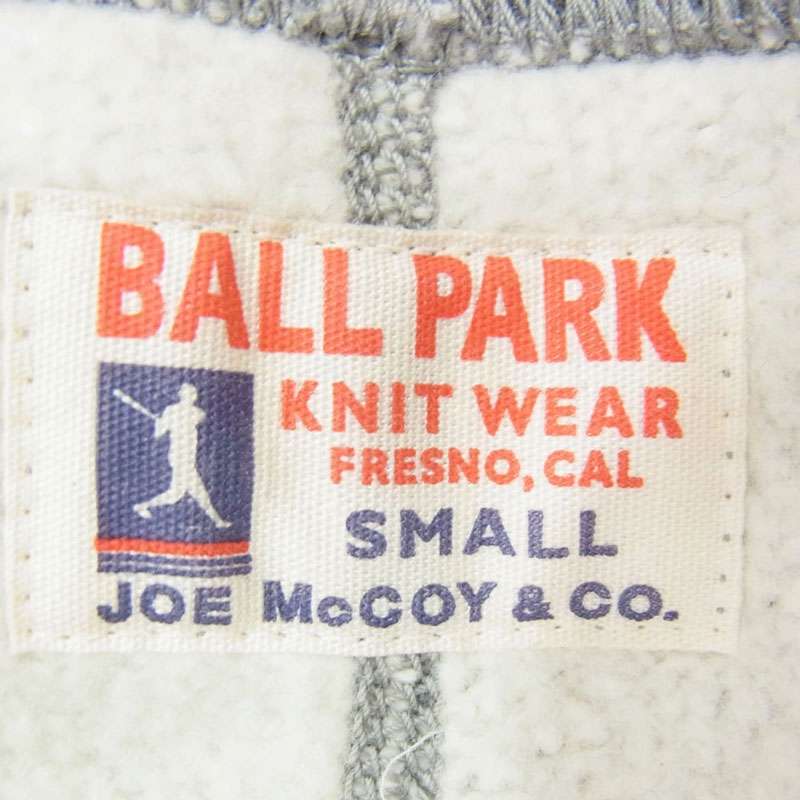 BALL PARK
KNIT WEAR
FRESNO, CAL
SMALL
JOE McCOY & CO.